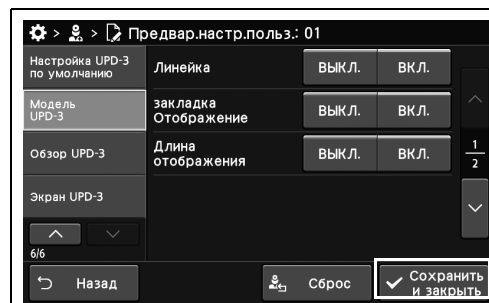 > > Предвар.настр.польз.: 01
Настройка UPD-3
по умолчанию
Линейка
ВЫКЛ.
ВКЛ.
Модель
UPD-3
закладка
Отображение
ВЫКЛ.
ВКЛ.
Обзор UPD-3
Длина
отображения
ВЫКЛ.
ВКЛ.
1
2
Экран UPD-3
6/6
Назад
Сброс
Сохранить
и закрыть